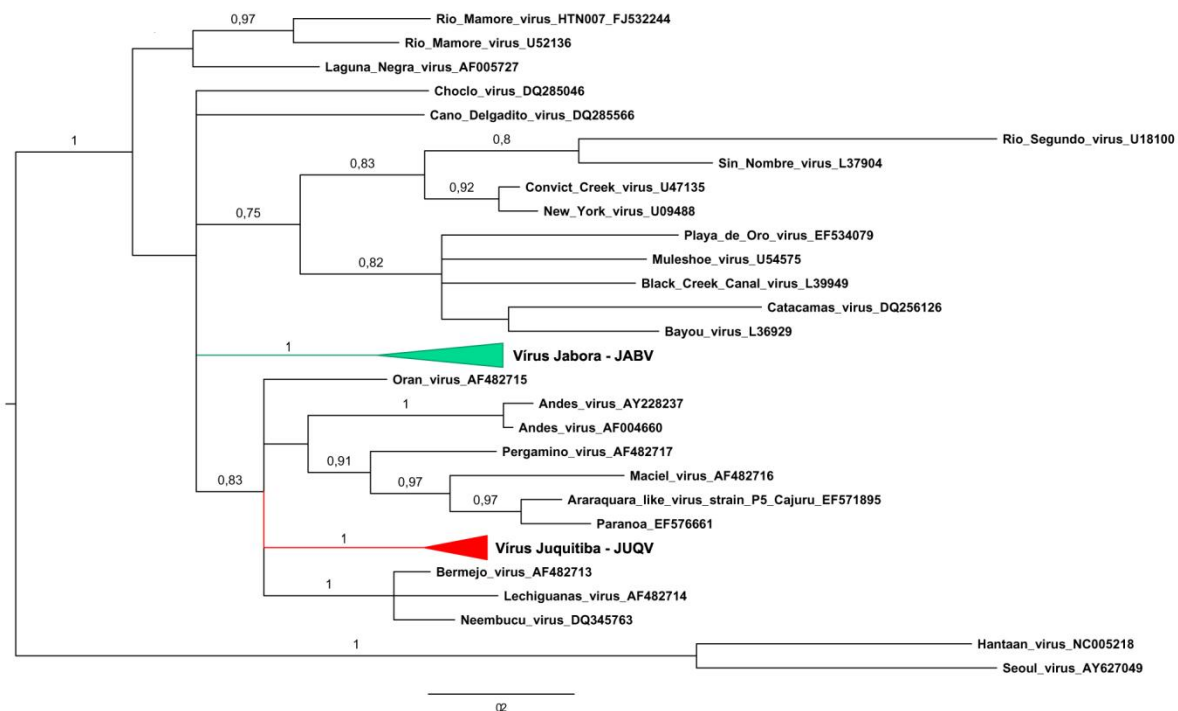 0,97
Rio_Mamore_virus_HTN007_FJ532244
Rio_Mamore_virus_U52136
Laguna_Negra_virus_AF005727
Choclo_virus_DQ285046
Cano_Delgadito_virus_DQ285566
1
0,8
Rio_Segundo_virus_U18100
0,83
Sin_Nombre_virus_L37904
0,92
Convict_Creek_virus_U47135
0,75
New_York_virus_U09488
Playa_de_Oro_virus_EF534079
0,82
Muleshoe_virus_U54575
Black_Creek_Canal_virus_L39949
Catacamas_virus_DQ256126
Bayou_virus_L36929
1
Vírus Jabora - JABV
Oran_virus_AF482715
1
Andes_virus_AY228237
Andes_virus_AF004660
0,91
Pergamino_virus_AF482717
0,97
Maciel_virus_AF482716
0,83
0,97
Araraquara_like_virus_strain_P5_Cajuru_EF571895
Paranoa_EF576661
1
Vírus Juquitiba - JUQV
1
Bermejo_virus_AF482713
Lechiguanas_virus_AF482714
Neembucu_virus_DQ345763
1
Hantaan_virus_NC005218
Seoul_virus_AY627049
02